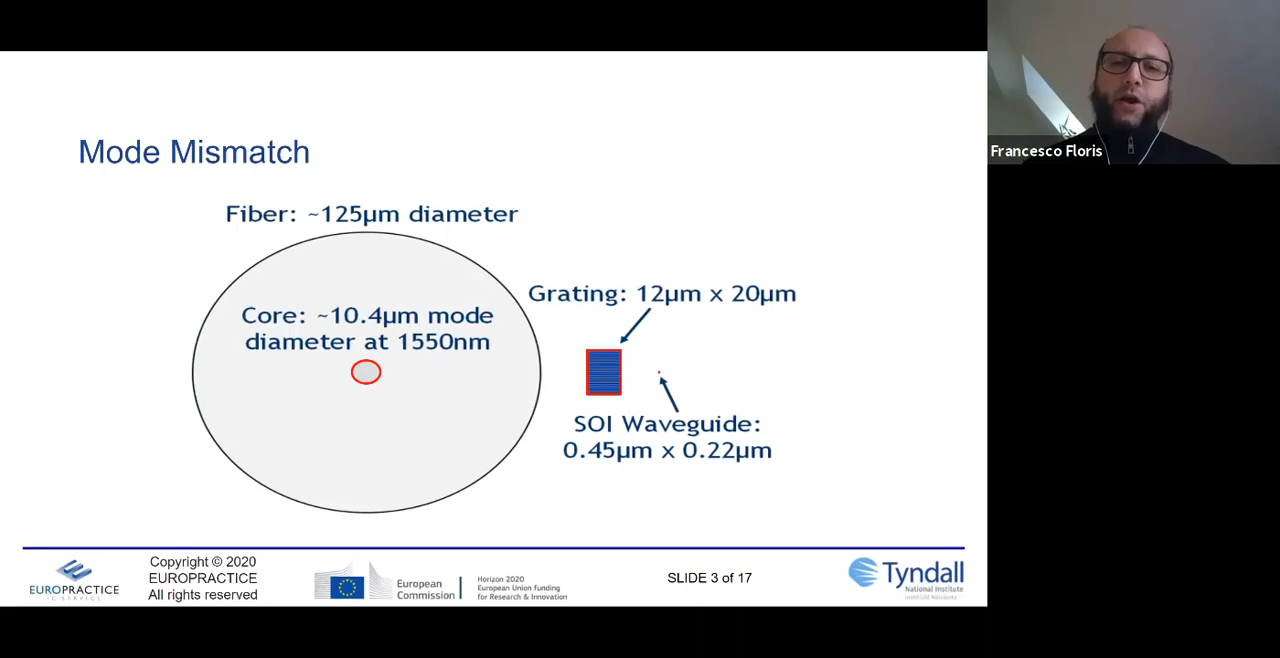 Francesco Floris
Mode Mismatch
Fiber: ~125µm diameter
Core: ~10.4µm mode
diameter at 1550nm
Grating: 12µm x 20µm
SOI Waveguide:
0.45µm x 0.22µm
EUROPRACTICE
IC SERVICE
Copyright © 2020
EUROPRACTICE
All rights reserved
European
Commission
Horizon 2020
European Union funding
for Research & Innovation
SLIDE 3 of 17
Tyndall
National Institute